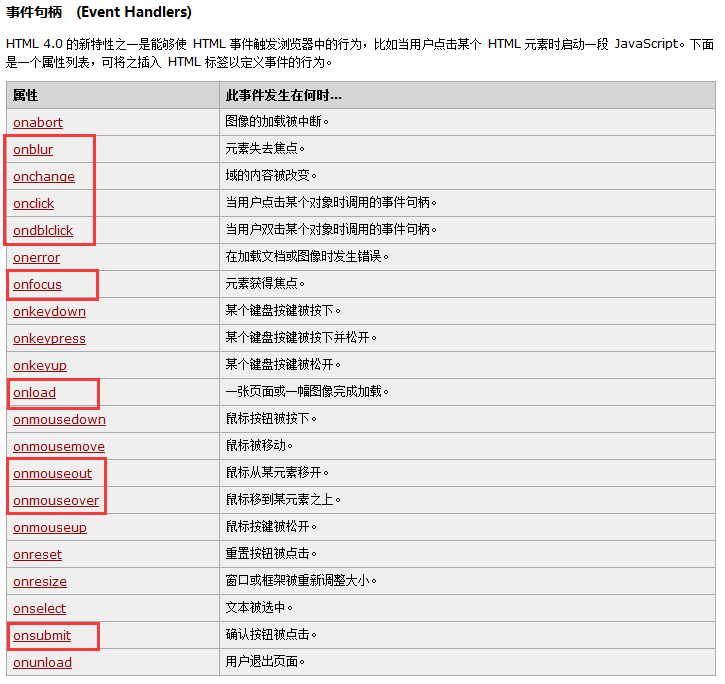 事件句柄 (Event Handlers)
HTML 4.0 的新特性之一是能够使 HTML 事件触发浏览器中的行为，比如当用户点击某个 HTML 元素时启动一段 JavaScript。下面
是一个属性列表，可将之插入 HTML 标签以定义事件的行为。
属性 此事件发生在何时...
onabort 图像的加载被中断。
onblur 元素失去焦点。
onchange 域的内容被改变。
onclick 当用户点击某个对象时调用的事件句柄。
ondblclick 当用户双击某个对象时调用的事件句柄。
onerror 在加载文档或图像时发生错误。
onfocus 元素获得焦点。
onkeydown 某个键盘按键被按下。
onkeypress 某个键盘按键被按下并松开。
onkeyup 某个键盘按键被松开。
onload 一张页面或一幅图像完成加载。
onmousedown 鼠标按钮被按下。
onmousemove 鼠标被移动。
onmouseout 鼠标从某元素移开。
onmouseover 鼠标移到某元素之上。
onmouseup 鼠标按键被松开。
onreset 重置按钮被点击。
onresize 窗口或框架被重新调整大小。
onselect 文本被选中。
onsubmit 确认按钮被点击。
onunload 用户退出页面。